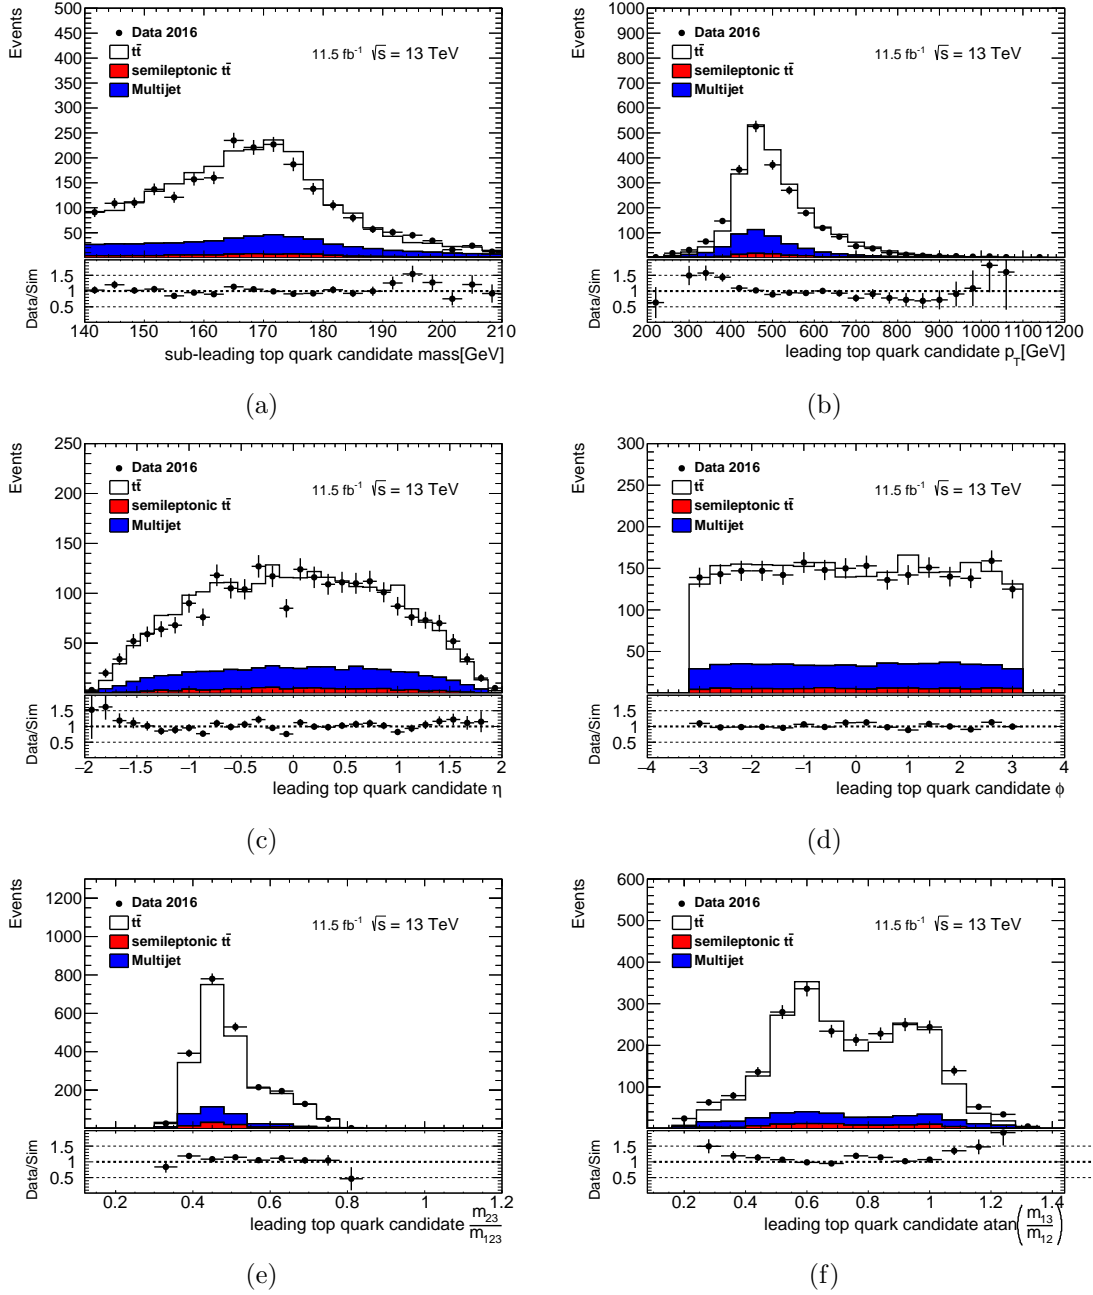 Events
500
450
400
350
300
250
200
150
100
50
Data 2016
tt̄
semileptonic tt̄
Multijet
11.5 fb⁻¹ √s = 13 TeV
Data/Sim
1.5
1
0.5
140 150 160 170 180 190 200 210
sub-leading top quark candidate mass[GeV]
(a)
Events
1000
900
800
700
600
500
400
300
200
100
0
Data 2016
tt̄
semileptonic tt̄
Multijet
11.5 fb⁻¹ √s = 13 TeV
Data/Sim
1.5
1
0.5
200 300 400 500 600 700 800 900 1000 1100 1200
leading top quark candidate p_T[GeV]
(b)
Events
250
200
150
100
50
Data 2016
tt̄
semileptonic tt̄
Multijet
11.5 fb⁻¹ √s = 13 TeV
Data/Sim
1.5
1
0.5
−2 −1.5 −1 −0.5 0 0.5 1 1.5 2
leading top quark candidate η
(c)
Events
300
250
200
150
100
50
Data 2016
tt̄
semileptonic tt̄
Multijet
11.5 fb⁻¹ √s = 13 TeV
Data/Sim
1.5
1
0.5
−4 −3 −2 −1 0 1 2 3 4
leading top quark candidate ϕ
(d)
Events
1200
1000
800
600
400
200
Data 2016
tt̄
semileptonic tt̄
Multijet
11.5 fb⁻¹ √s = 13 TeV
Data/Sim
1.5
1
0.5
0.2 0.4 0.6 0.8 1 1.2
leading top quark candidate m₂₃/m₁₂₃
(e)
Events
600
500
400
300
200
100
Data 2016
tt̄
semileptonic tt̄
Multijet
11.5 fb⁻¹ √s = 13 TeV
Data/Sim
1.5
1
0.5
0.2 0.4 0.6 0.8 1 1.2 1.4
leading top quark candidate atan(m₁₃/m₁₂)
(f)